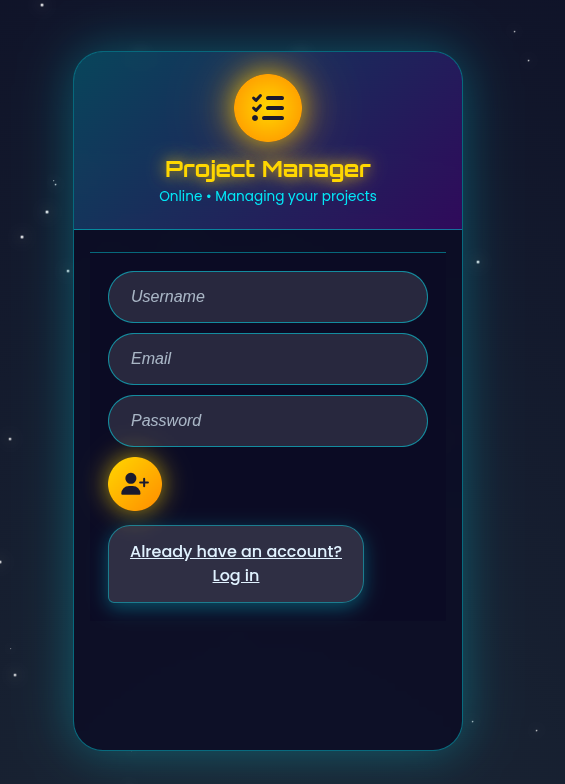 Project Manager
Online • Managing your projects
Username
Email
Password
Already have an account?
Log in